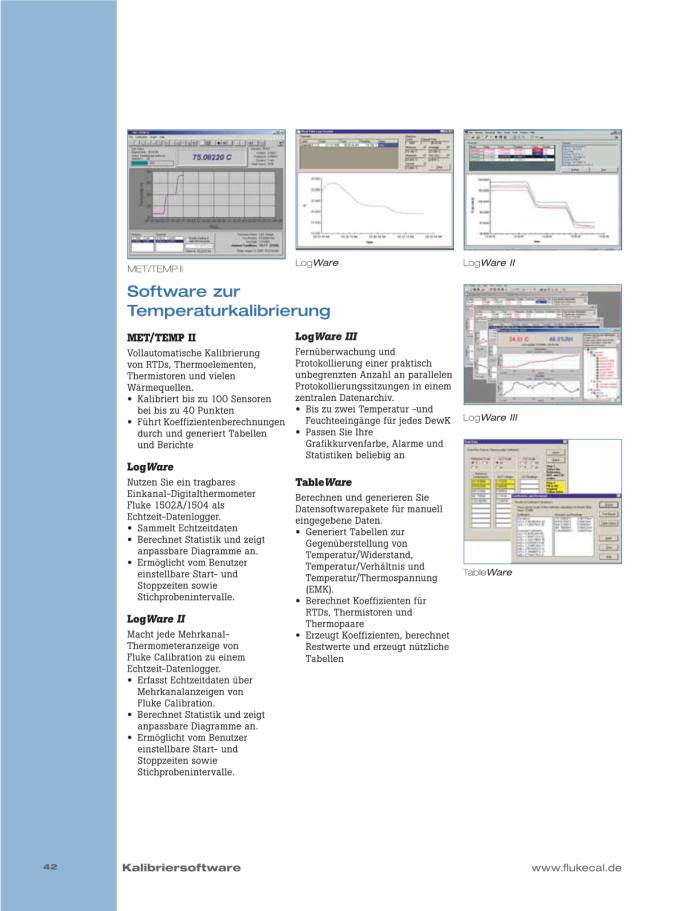 75.08220 C
MET/TEMP II
LogWare
LogWare II
Software zur
Temperaturkalibrierung
MET/TEMP II
Vollautomatische Kalibrierung
von RTDs, Thermoelementen,
Thermistoren und vielen
Wärmequellen.
• Kalibriert bis zu 100 Sensoren
bei bis zu 40 Punkten
• Führt Koeffizientenberechnungen
durch und generiert Tabellen
und Berichte
LogWare
Nutzen Sie ein tragbares
Einkanal-Digitalthermometer
Fluke 1502A/1504 als
Echtzeit-Datenlogger.
• Sammelt Echtzeitdaten
• Berechnet Statistik und zeigt
anpassbare Diagramme an.
• Ermöglicht vom Benutzer
einstellbare Start- und
Stoppzeiten sowie
Stichprobenintervalle.
LogWare II
Macht jede Mehrkanal-
Thermometeranzeige von
Fluke Calibration zu einem
Echtzeit-Datenlogger.
• Erfasst Echtzeitdaten über
Mehrkanalanzeigen von
Fluke Calibration.
• Berechnet Statistik und zeigt
anpassbare Diagramme an.
• Ermöglicht vom Benutzer
einstellbare Start- und
Stoppzeiten sowie
Stichprobenintervalle.
LogWare III
Fernüberwachung und
Protokollierung einer praktisch
unbegrenzten Anzahl an parallelen
Protokollierungssitzungen in einem
zentralen Datenarchiv.
• Bis zu zwei Temperatur -und
Feuchteeingänge für jedes DewK
• Passen Sie Ihre
Grafikkurvenfarbe, Alarme und
Statistiken beliebig an
TableWare
Berechnen und generieren Sie
Datensoftwarepakete für manuell
eingegebene Daten.
• Generiert Tabellen zur
Gegenüberstellung von
Temperatur/Widerstand,
Temperatur/Verhältnis und
Temperatur/Thermospannung
(EMK).
• Berechnet Koeffizienten für
RTDs, Thermistoren und
Thermopaare
• Erzeugt Koeffizienten, berechnet
Restwerte und erzeugt nützliche
Tabellen
LogWare III
TableWare
42
Kalibriersoftware
www.flukecal.de